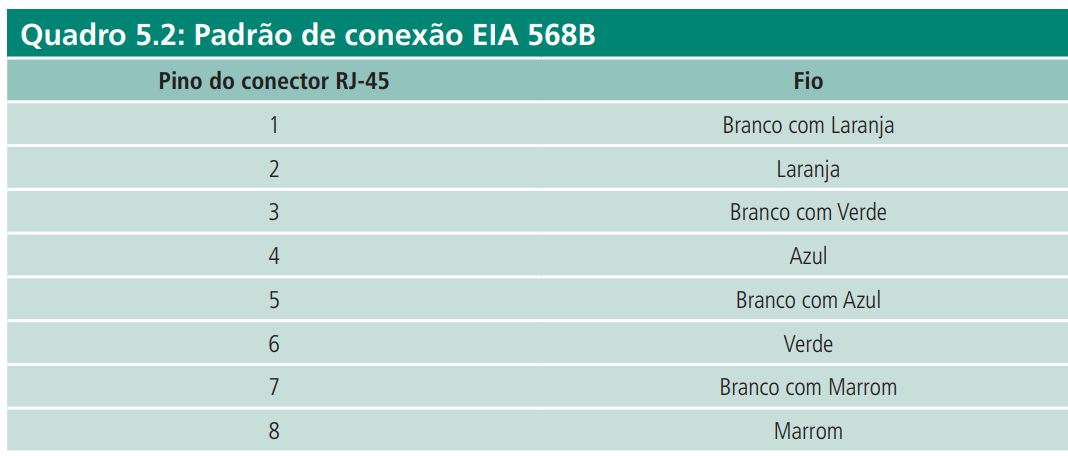 Quadro 5.2: Padrão de conexão EIA 568B
Pino do conector RJ-45 Fio
1 Branco com Laranja
2 Laranja
3 Branco com Verde
4 Azul
5 Branco com Azul
6 Verde
7 Branco com Marrom
8 Marrom